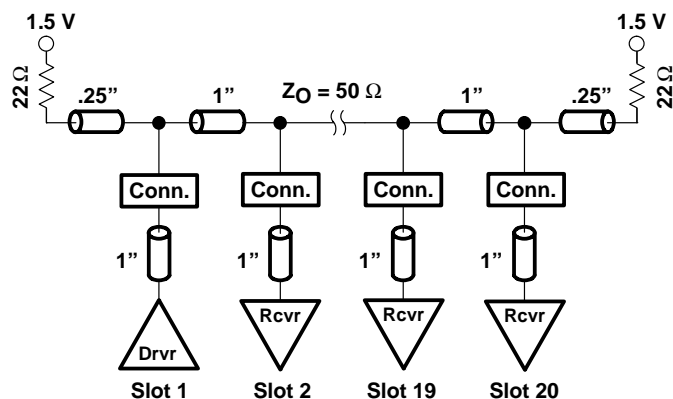 1.5 V
1.5 V
22 Ω
.25”
1”
ZO = 50 Ω
1”
.25”
22 Ω
Conn.
Conn.
Conn.
Conn.
1”
1”
1”
1”
Drvr
Rcvr
Rcvr
Rcvr
Slot 1
Slot 2
Slot 19
Slot 20